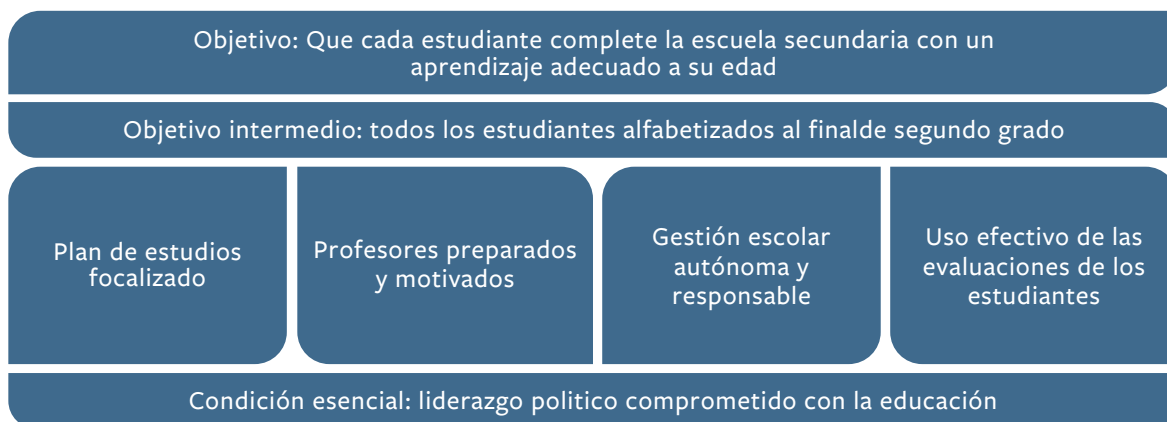 Objetivo: Que cada estudiante complete la escuela secundaria con un
aprendizaje adecuado a su edad
Objetivo intermedio: todos los estudiantes alfabetizados al finalde segundo grado
Plan de estudios
focalizado
Profesores preparados
y motivados
Gestión escolar
autónoma y
responsable
Uso efectivo de las
evaluaciones de los
estudiantes
Condición esencial: liderazgo politico comprometido con la educación